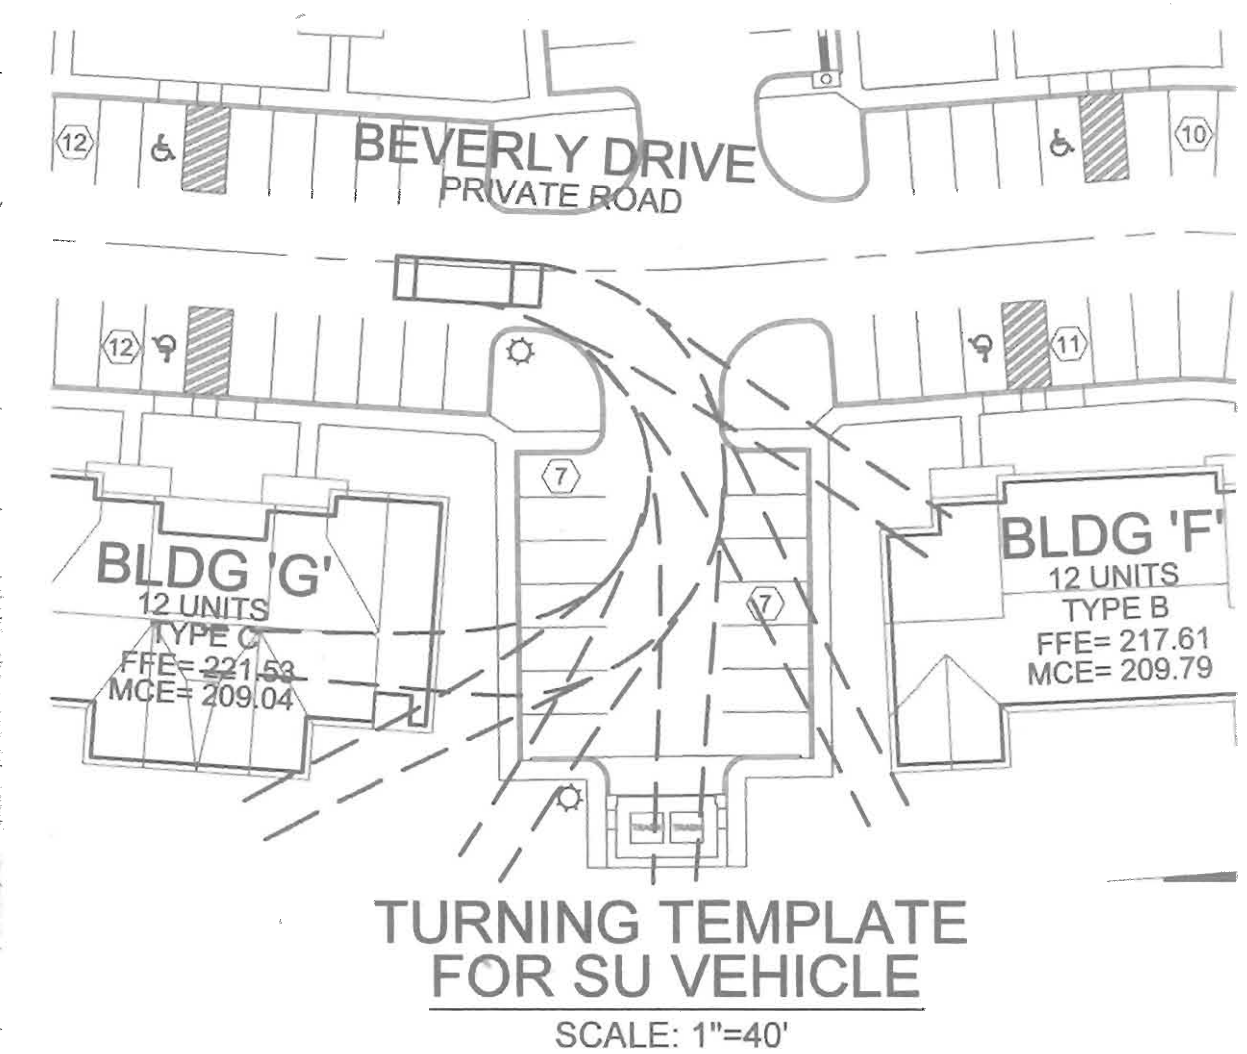 12
10
BEVERLY DRIVE
PRIVATE ROAD
12
11
7
BLDG 'G'
12 UNITS
TYPE C
FFE= 221.53
MCE= 209.04
BLDG 'F'
12 UNITS
TYPE B
FFE= 217.61
MCE= 209.79
7
TRASH TRASH
TURNING TEMPLATE
FOR SU VEHICLE
SCALE: 1"=40'